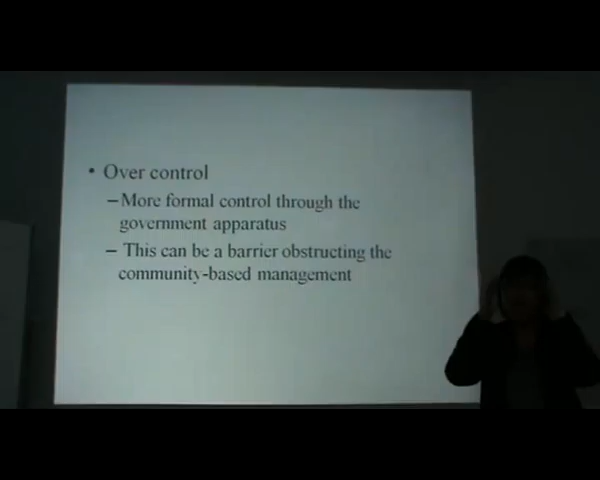 • Over control
– More formal control through the
government apparatus
– This can be a barrier obstructing the
community-based management